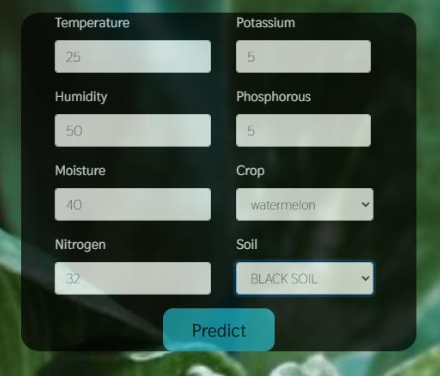 Temperature Potassium
25 5
Humidity Phosphorous
50 5
Moisture Crop
40 watermelon
Nitrogen Soil
32 BLACK SOIL
Predict